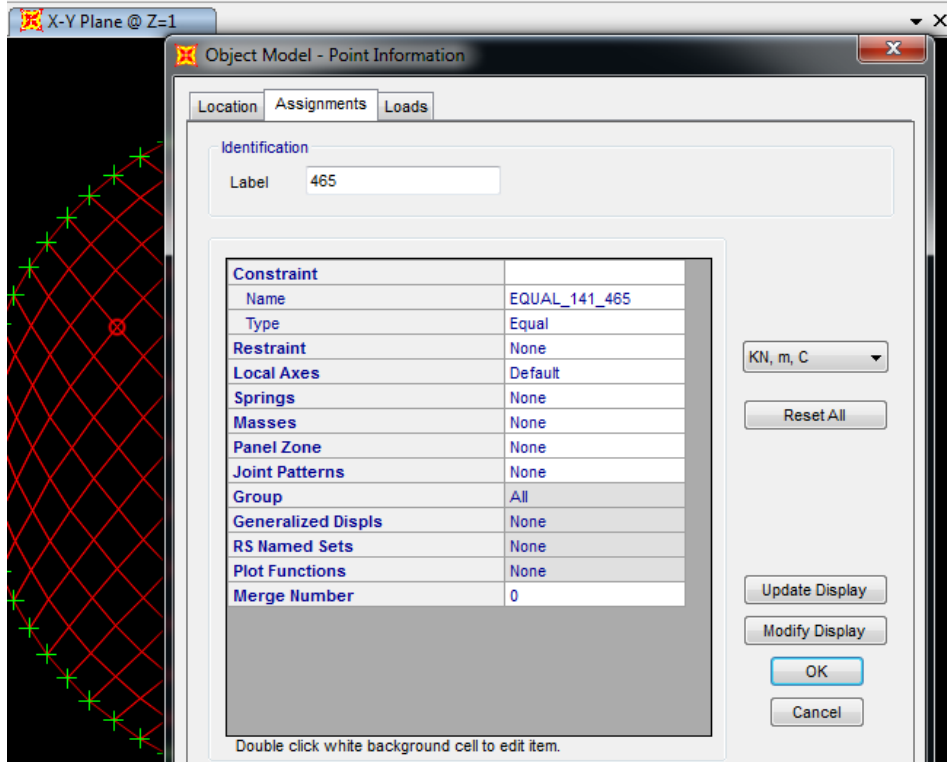 X-Y Plane @ Z=1
Object Model - Point Information
Location Assignments Loads
Identification
Label 465
Constraint
Name EQUAL_141_465
Type Equal
Restraint None
Local Axes Default
Springs None
Masses None
Panel Zone None
Joint Patterns None
Group All
Generalized Displs None
RS Named Sets None
Plot Functions None
Merge Number 0
Double click white background cell to edit item.
KN, m, C
Reset All
Update Display
Modify Display
OK
Cancel